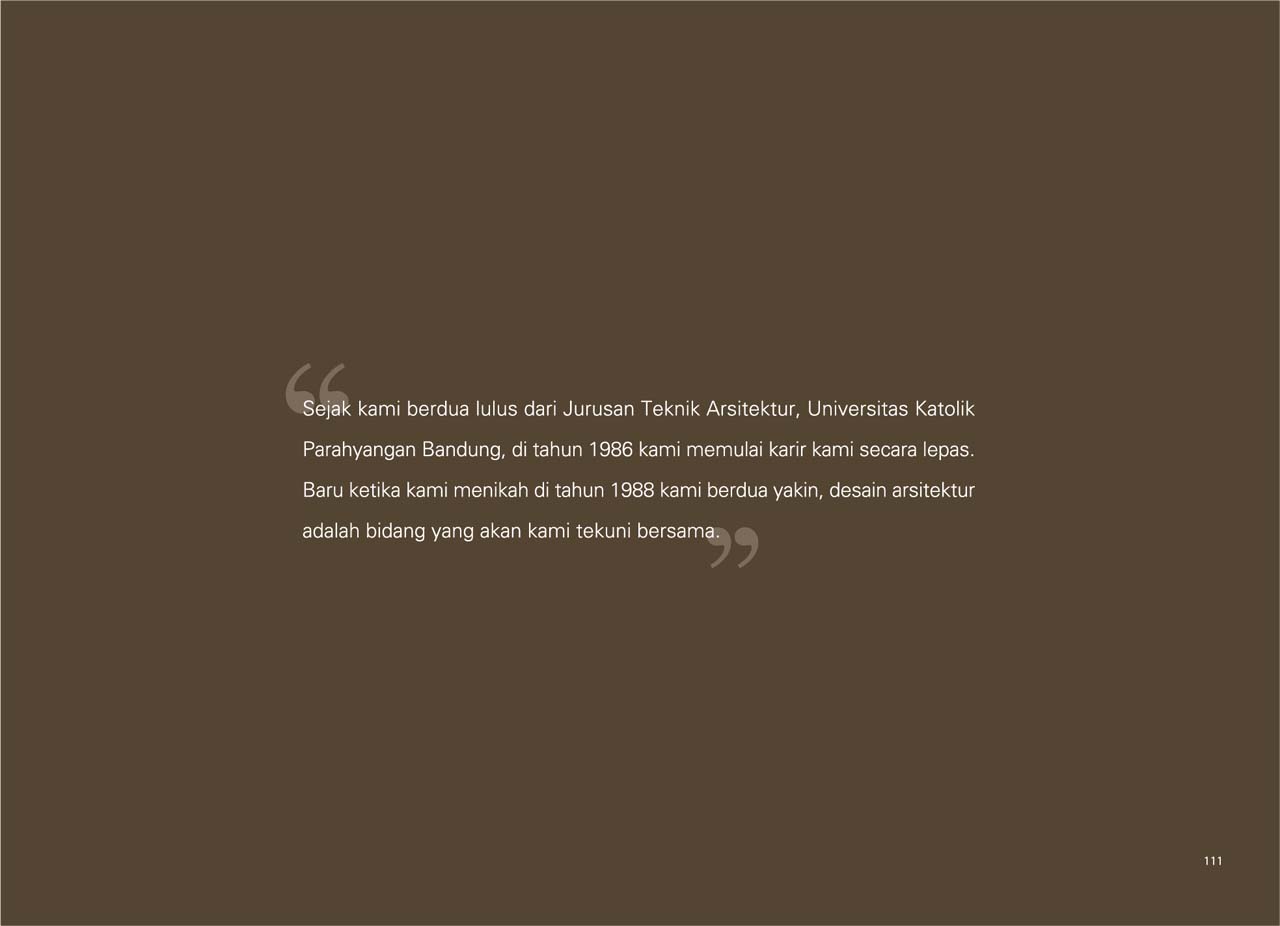 “Sejak kami berdua lulus dari Jurusan Teknik Arsitektur, Universitas Katolik
Parahyangan Bandung, di tahun 1986 kami memulai karir kami secara lepas.
Baru ketika kami menikah di tahun 1988 kami berdua yakin, desain arsitektur
adalah bidang yang akan kami tekuni bersama.”
111